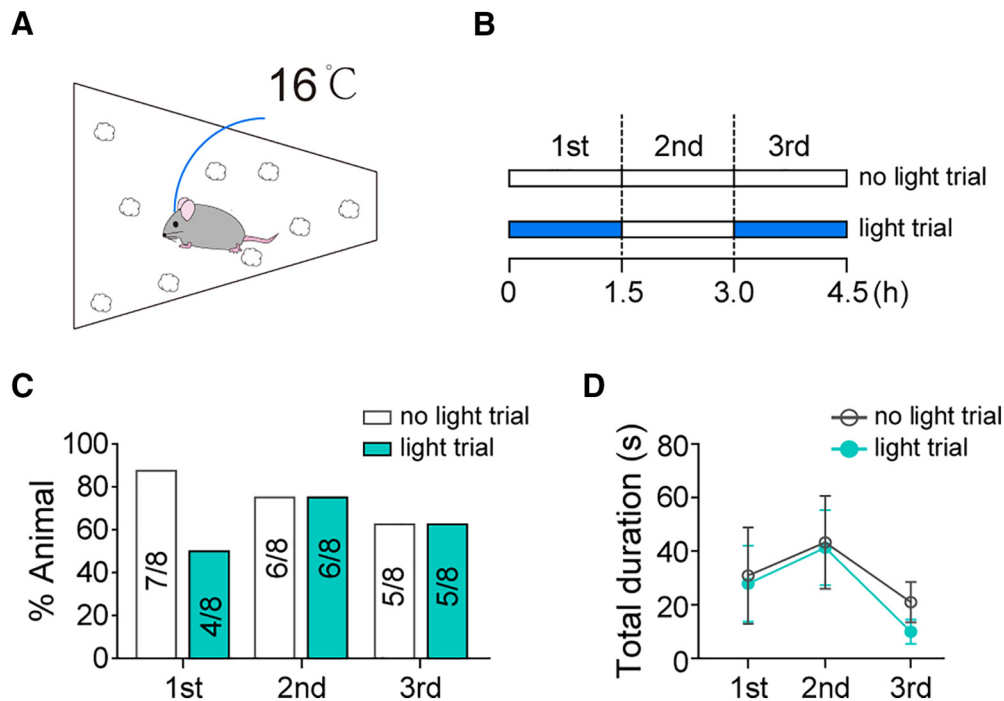 A
16℃
B
1st 2nd 3rd
no light trial
light trial
0 1.5 3.0 4.5 (h)
C
no light trial
light trial
% Animal
100
80
60
40
20
0
7/8
4/8
6/8
6/8
5/8
5/8
1st 2nd 3rd
D
no light trial
light trial
Total duration (s)
80
60
40
20
0
1st 2nd 3rd